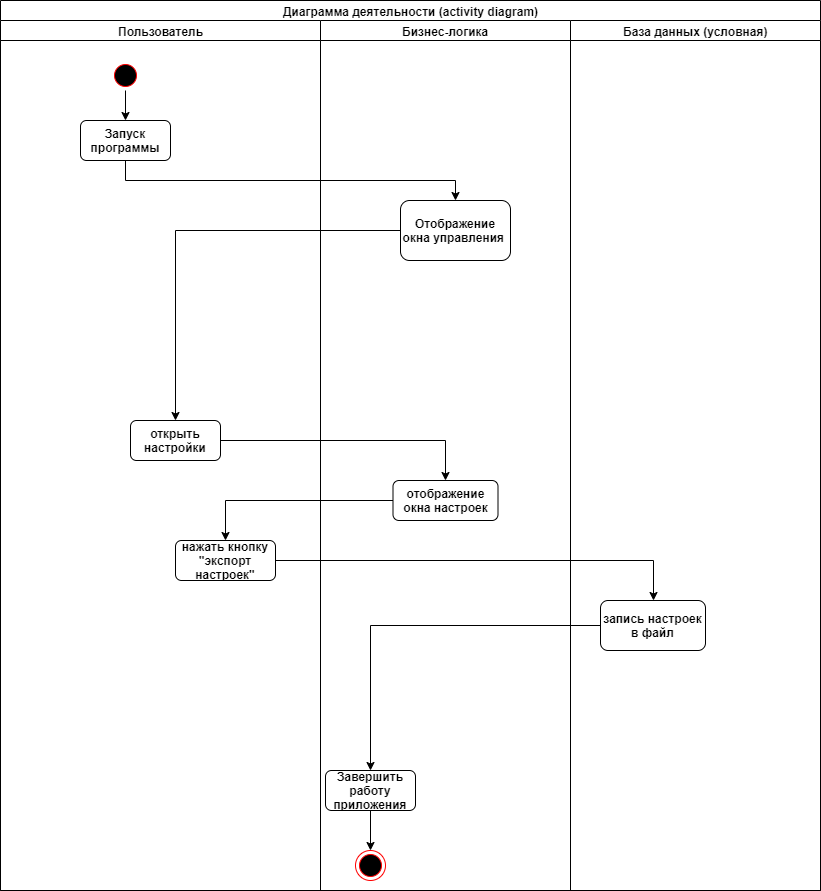 Диаграмма деятельности (activity diagram)
Пользователь
Бизнес-логика
База данных (условная)
Запуск
программы
Отображение
окна управления
открыть
настройки
отображение
окна настроек
нажать кнопку
"экспорт
настроек"
запись настроек
в файл
Завершить
работу
приложения